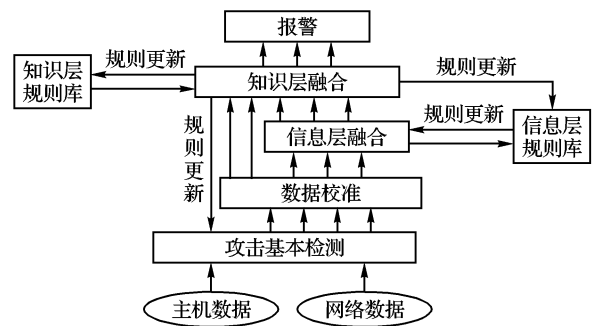 报警
规则更新
知识层
规则库
知识层融合
规则更新
规则更新
信息层融合
信息层
规则库
规则更新
数据校准
攻击基本检测
主机数据
网络数据